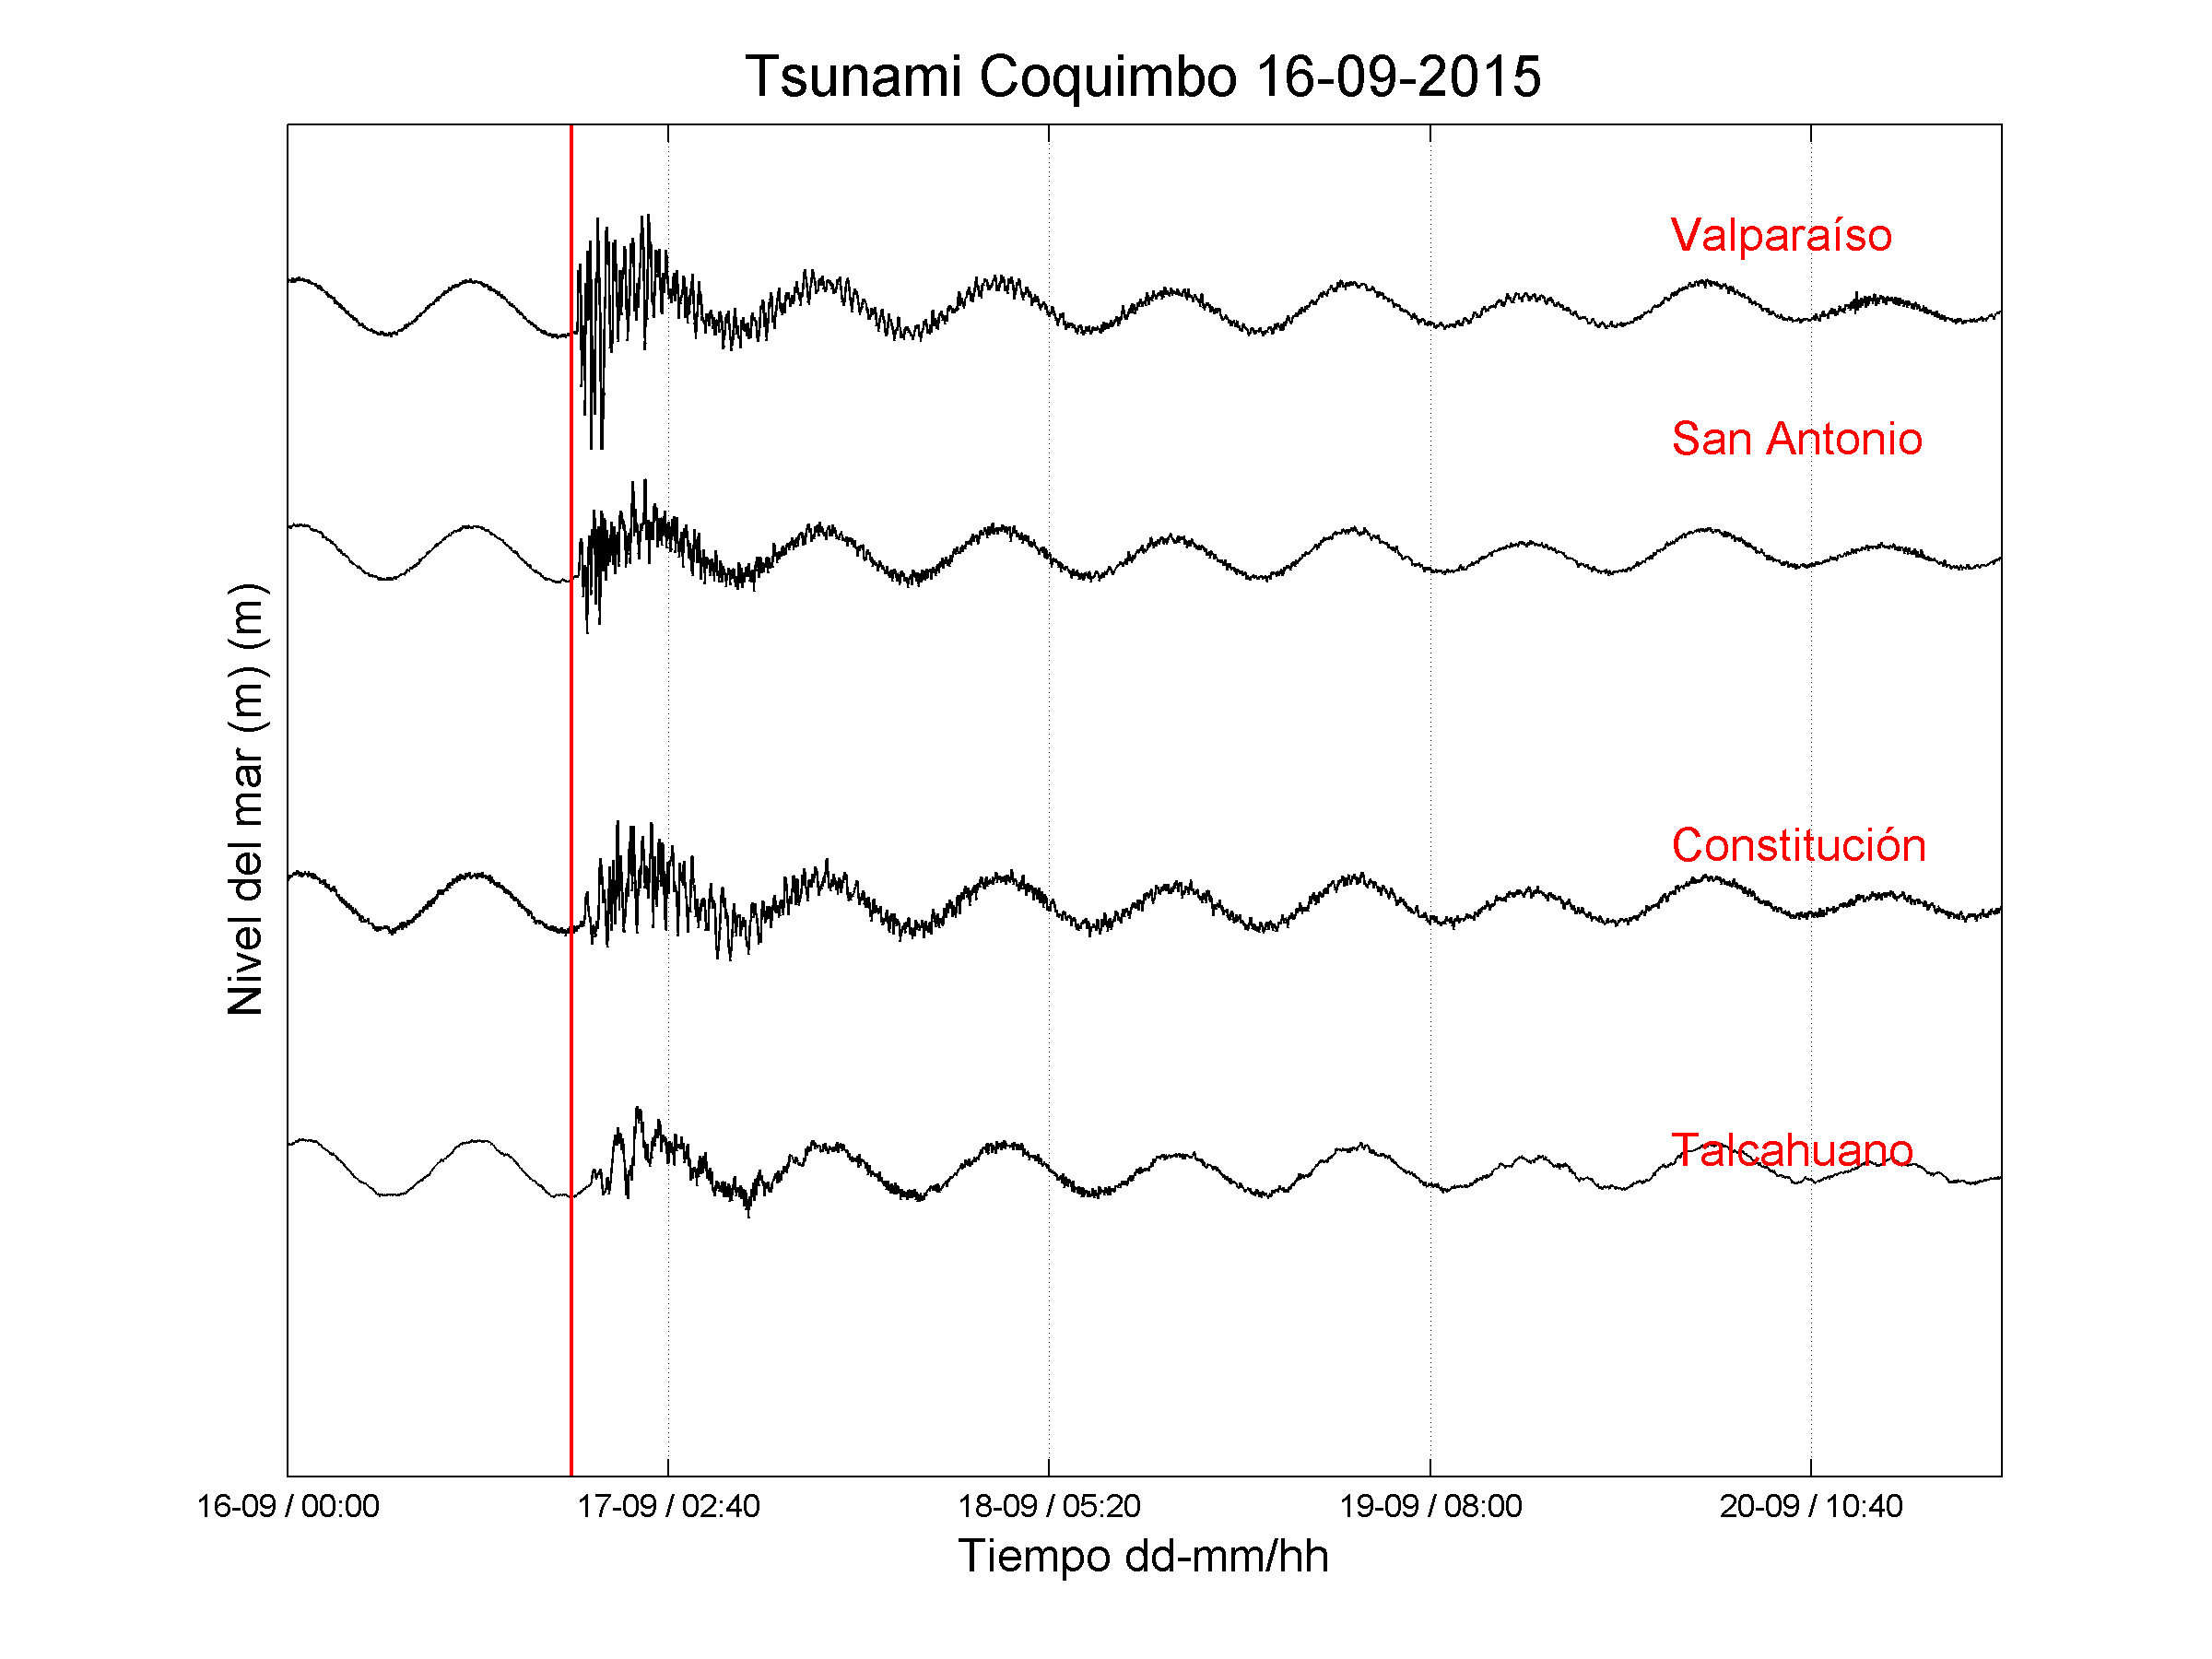 Tsunami Coquimbo 16-09-2015
Valparaíso
San Antonio
Constitución
Talcahuano
Nivel del mar (m) (m)
16-09 / 00:00
17-09 / 02:40
18-09 / 05:20
19-09 / 08:00
20-09 / 10:40
Tiempo dd-mm/hh